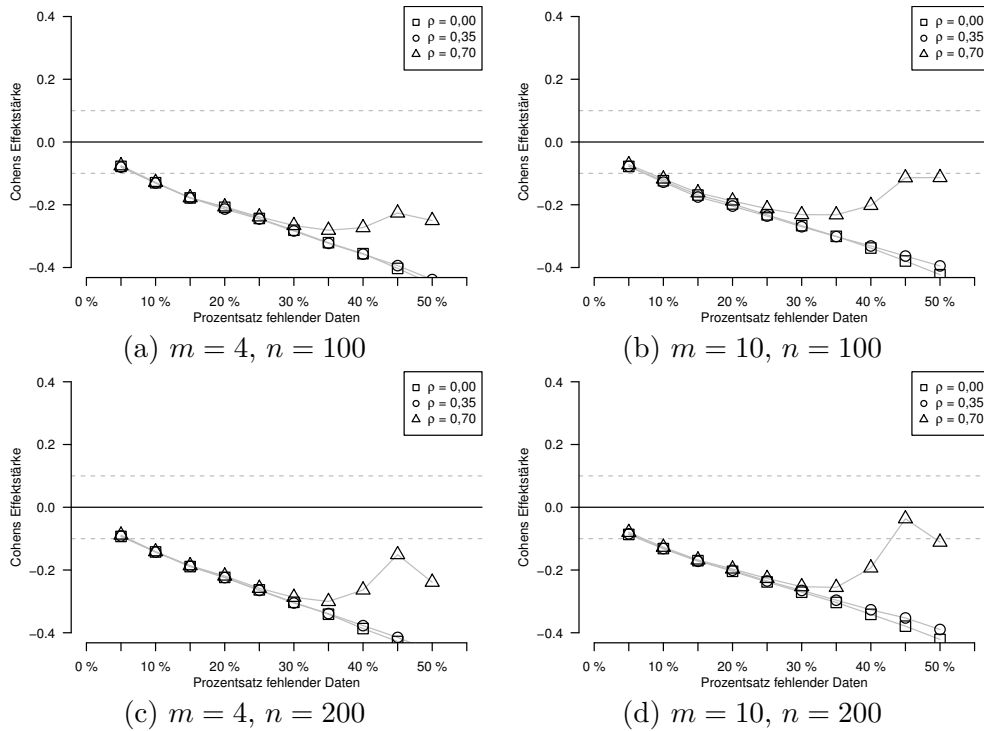 0.4
0.2
0.0
−0.2
−0.4
Cohens Effektstärke
ρ = 0,00
ρ = 0,35
ρ = 0,70
0 %
10 %
20 %
30 %
40 %
50 %
Prozentsatz fehlender Daten
(a) m = 4, n = 100
0.4
0.2
0.0
−0.2
−0.4
Cohens Effektstärke
ρ = 0,00
ρ = 0,35
ρ = 0,70
0 %
10 %
20 %
30 %
40 %
50 %
Prozentsatz fehlender Daten
(b) m = 10, n = 100
0.4
0.2
0.0
−0.2
−0.4
Cohens Effektstärke
ρ = 0,00
ρ = 0,35
ρ = 0,70
0 %
10 %
20 %
30 %
40 %
50 %
Prozentsatz fehlender Daten
(c) m = 4, n = 200
0.4
0.2
0.0
−0.2
−0.4
Cohens Effektstärke
ρ = 0,00
ρ = 0,35
ρ = 0,70
0 %
10 %
20 %
30 %
40 %
50 %
Prozentsatz fehlender Daten
(d) m = 10, n = 200